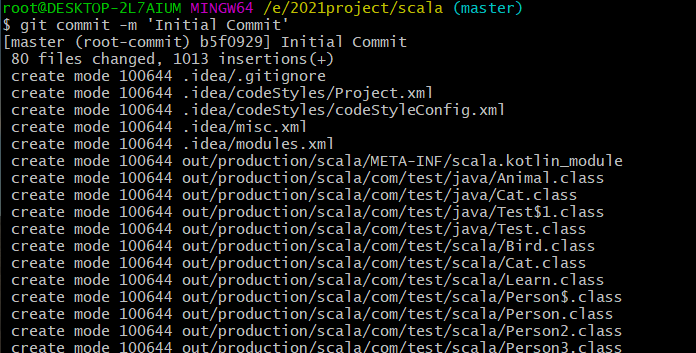 root@DESKTOP-2L7AIUM MINGW64 /e/2021project/scala (master)
$ git commit -m 'Initial Commit'
[master (root-commit) b5f0929] Initial Commit
 80 files changed, 1013 insertions(+)
 create mode 100644 .idea/.gitignore
 create mode 100644 .idea/codeStyles/Project.xml
 create mode 100644 .idea/codeStyles/codeStyleConfig.xml
 create mode 100644 .idea/misc.xml
 create mode 100644 .idea/modules.xml
 create mode 100644 out/production/scala/META-INF/scala.kotlin_module
 create mode 100644 out/production/scala/com/test/java/Animal.class
 create mode 100644 out/production/scala/com/test/java/Cat.class
 create mode 100644 out/production/scala/com/test/java/Test$1.class
 create mode 100644 out/production/scala/com/test/java/Test.class
 create mode 100644 out/production/scala/com/test/scala/Bird.class
 create mode 100644 out/production/scala/com/test/scala/Cat.class
 create mode 100644 out/production/scala/com/test/scala/Learn.class
 create mode 100644 out/production/scala/com/test/scala/Person$.class
 create mode 100644 out/production/scala/com/test/scala/Person.class
 create mode 100644 out/production/scala/com/test/scala/Person2.class
 create mode 100644 out/production/scala/com/test/scala/Person3.class